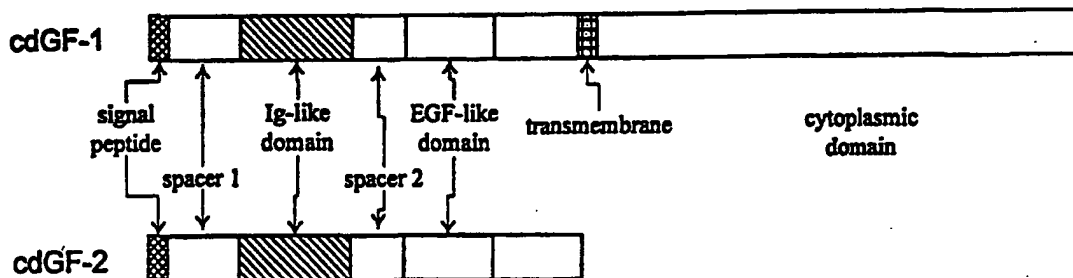 cdGF-1
signal
peptide
spacer 1
Ig-like
domain
spacer 2
EGF-like
domain
transmembrane
cytoplasmic
domain
cdGF-2